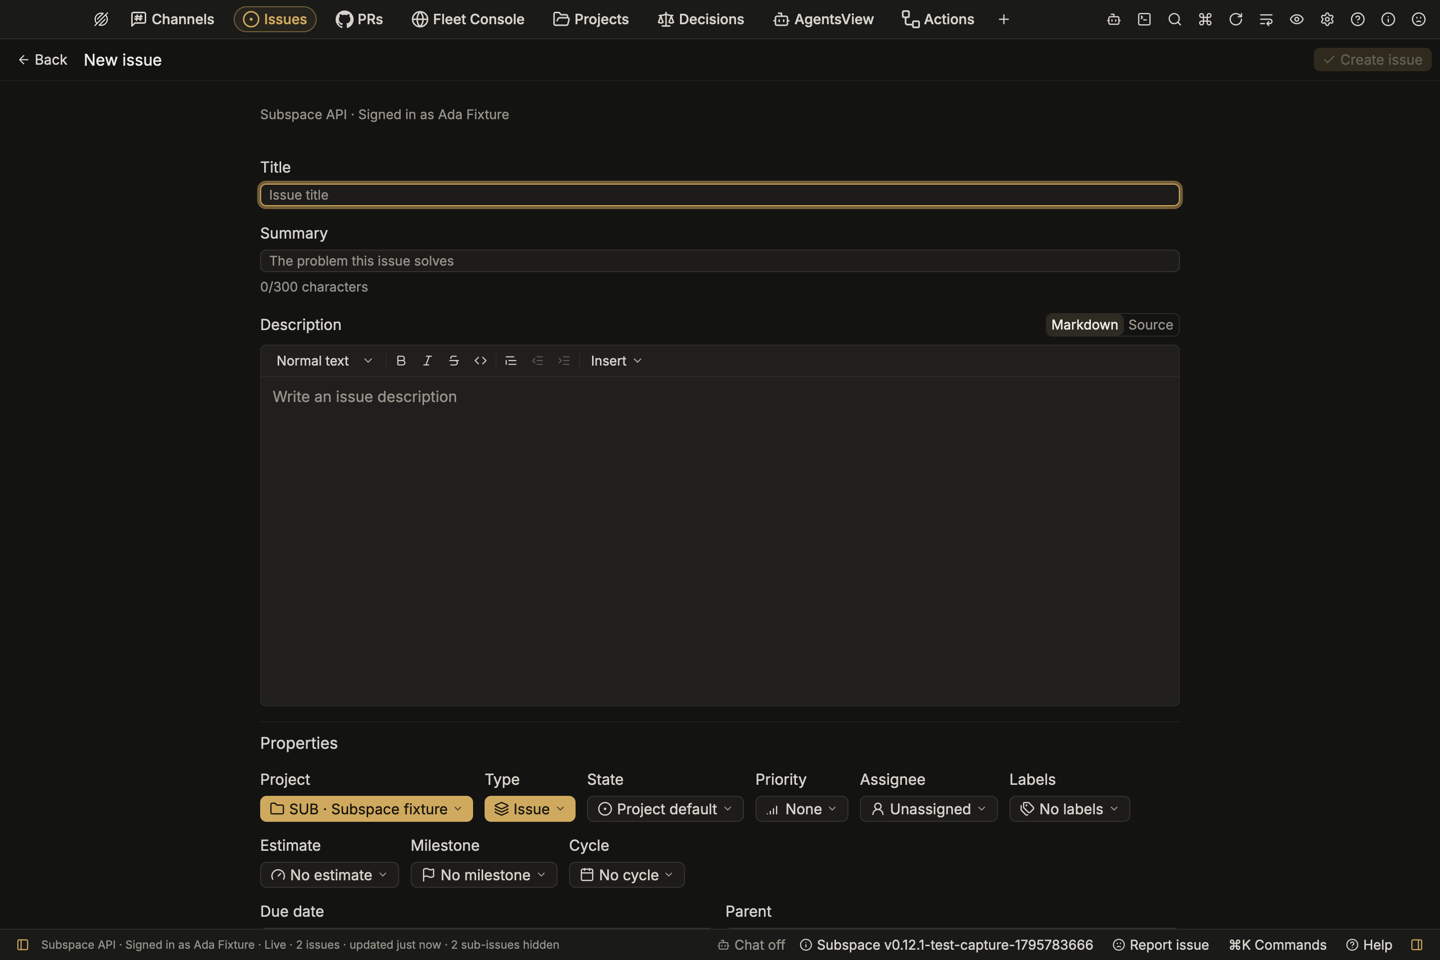 Channels Issues PRs Fleet Console Projects Decisions AgentsView Actions
Back New issue Create issue
Subspace API · Signed in as Ada Fixture
Title
Issue title
Summary
The problem this issue solves
0/300 characters
Description Markdown Source
Normal text B I S Insert
Write an issue description
Properties
Project Type State Priority Assignee Labels
SUB · Subspace fixture Issue Project default None Unassigned No labels
Estimate Milestone Cycle
No estimate No milestone No cycle
Due date Parent
Subspace API · Signed in as Ada Fixture · Live · 2 issues · updated just now · 2 sub-issues hidden Chat off Subspace v0.12.1-test-capture-1795783666 Report issue ⌘K Commands Help